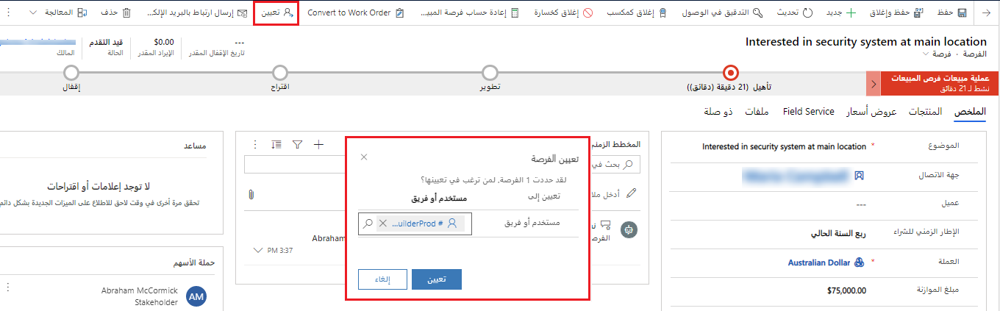 حفظ
حفظ وإغلاق
جديد
تحديث
التدقيق في الوصول
إغلاق كمكسب
إغلاق كخسارة
إعادة حساب فرصة المبي...
Convert to Work Order
تعيين
إرسال ارتباط بالبريد الإلك...
حذف
المعالجة
Interested in security system at main location
الفرصة · فرصة
---
تاريخ الإقفال المقدر
$0.00
الإيراد المقدر
قيد التقدم
الحالة
المالك
عملية مبيعات فرص المبيعات
نشط لـ 21 دقائق
تأهيل (21 دقيقة (دقائق))
تطوير
اقتراح
إقفال
الملخص
المنتجات
عروض أسعار
Field Service
ملفات
ذو صلة
الموضوع
* Interested in security system at main location
جهة الاتصال
عميل
---
الإطار الزمني للشراء
ربع السنة الحالي
العملة
* Australian Dollar
مبلغ الموازنة
$75,000.00
المخطط الزمني
بحث في
أدخل ملا
الفرص
Abraham
3:37 PM
تعيين الفرصة
لقد حددت 1 الفرصة, لمن ترغب في تعيينها؟
تعيين إلى
مستخدم أو فريق
مستخدم أو فريق
# uilderProd...
تعيين
إلغاء
مساعد
لا توجد إعلامات أو اقتراحات
تحقق مرة أخرى في وقت لاحق للاطلاع على الميزات الجديدة بشكل دائم
حملة الأسهم
AM
Abraham McCormick
Stakeholder